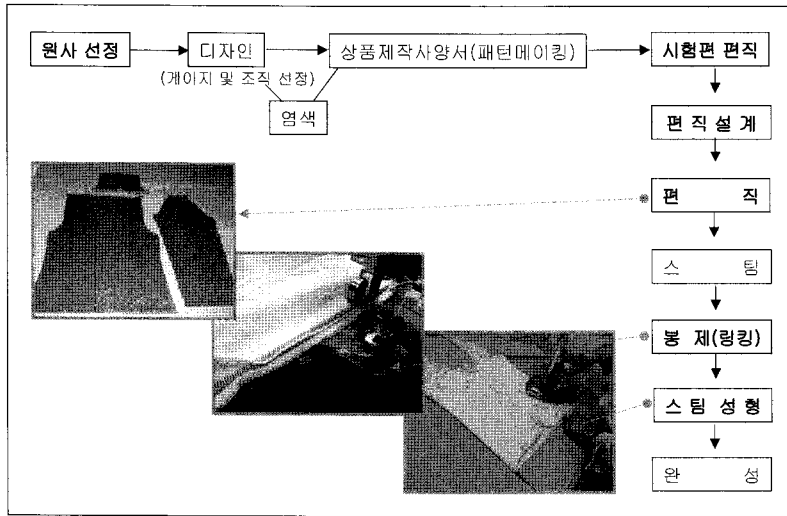 원사 선정
디자인
상품제작사양서(패턴메이킹)
시험편 편직
(게이지 및 조직 선정)
염색
편 직 설 계
편 직
스 팀
봉 제(링킹)
스 팀 성 형
완 성